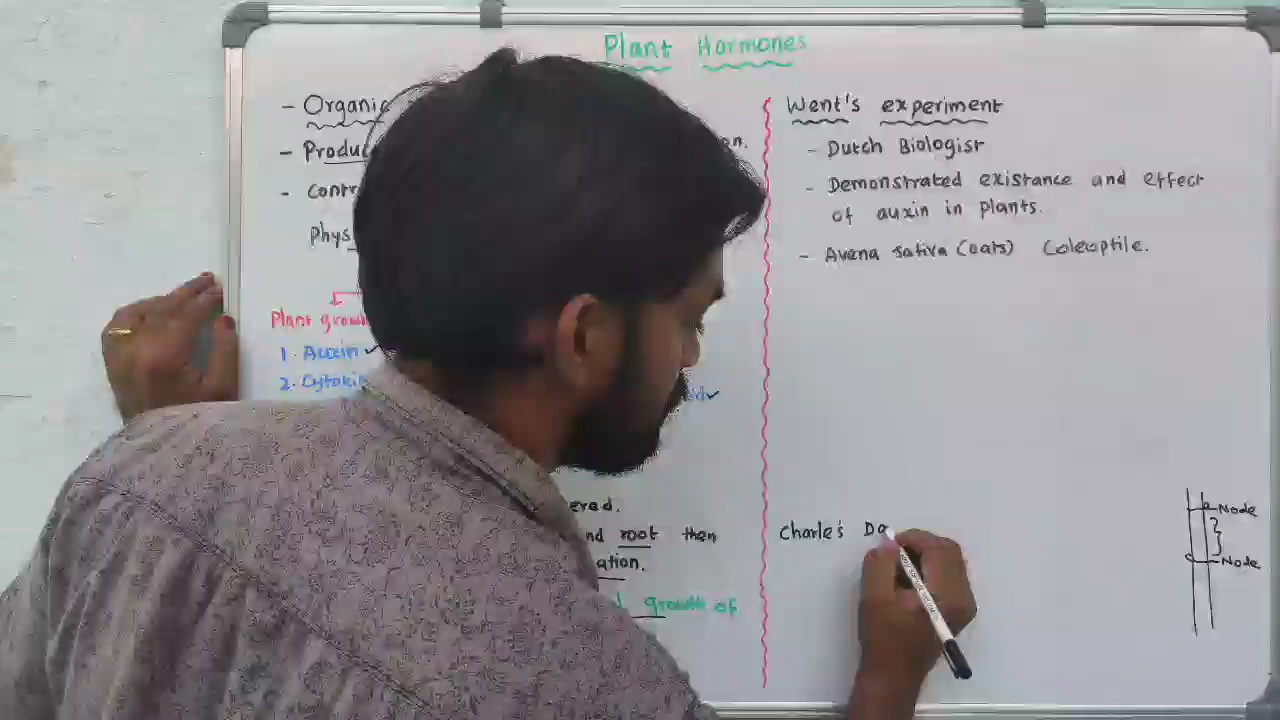 Plant Hormones
- Organic
- Produc
on.
- Contr
Phys
Plant grow
1. Auxin ✓
2. Cytoki
✓
ered.
nd root then
ation.
growth of
Went's experiment
- Dutch Biologist
- Demonstrated existance and effect
of auxin in plants.
- Avena sativa (oats) Coleoptile.
Charle's Da
Node
Node